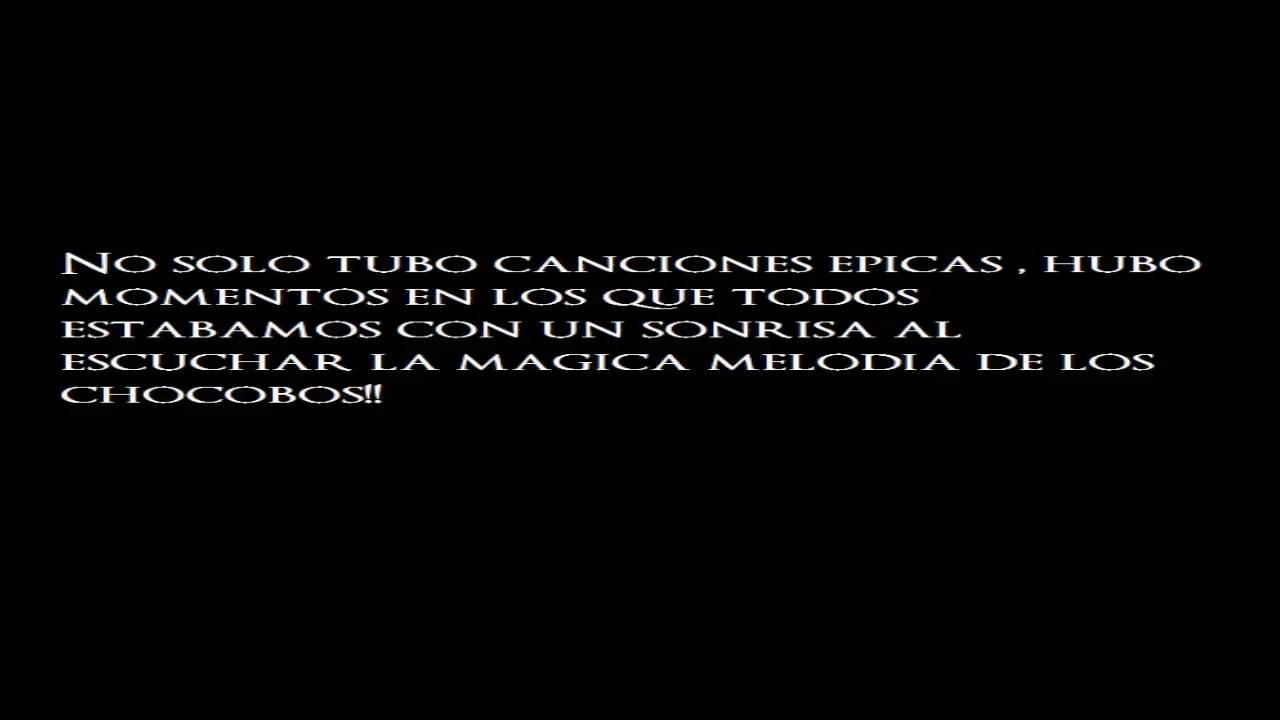 No solo tubo canciones epicas , hubo
momentos en los que todos
estabamos con un sonrisa al
escuchar la magica melodia de los
chocobos!!